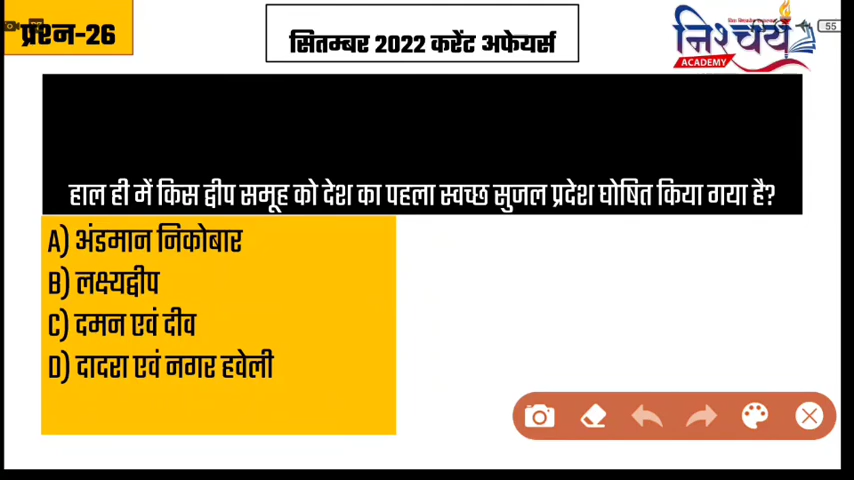 प्रश्न-26
सितम्बर 2022 करेंट अफेयर्स
निश्चय
ACADEMY
55
हाल ही में किस द्वीप समूह को देश का पहला स्वच्छ सुजल प्रदेश घोषित किया गया है?
A) अंडमान निकोबार
B) लक्ष्यद्वीप
C) दमन एवं दीव
D) दादरा एवं नगर हवेली